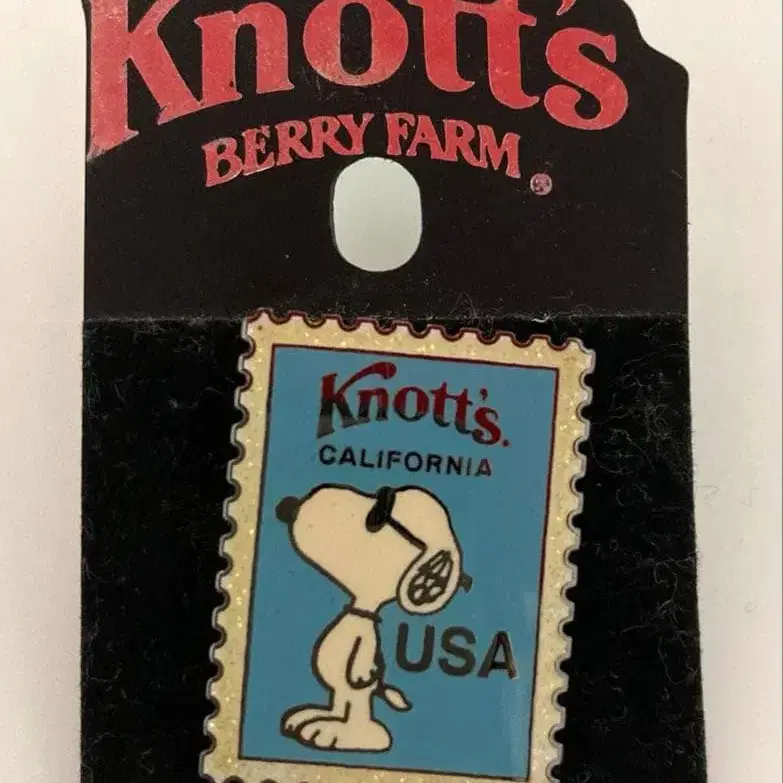 Knott's
BERRY FARM®
Knott's.
CALIFORNIA
USA